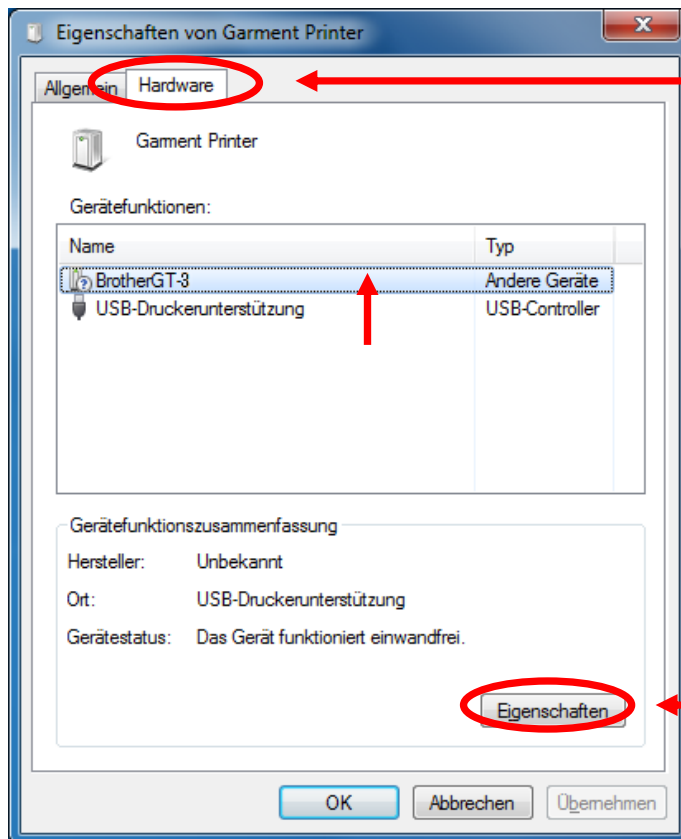 Eigenschaften von Garment Printer
Allgemein Hardware
Garment Printer
Gerätefunktionen:
Name Typ
BrotherGT-3 Andere Geräte
USB-Druckerunterstützung USB-Controller
Gerätefunktionszusammenfassung
Hersteller: Unbekannt
Ort: USB-Druckerunterstützung
Gerätestatus: Das Gerät funktioniert einwandfrei.
Eigenschaften
OK Abbrechen Übernehmen